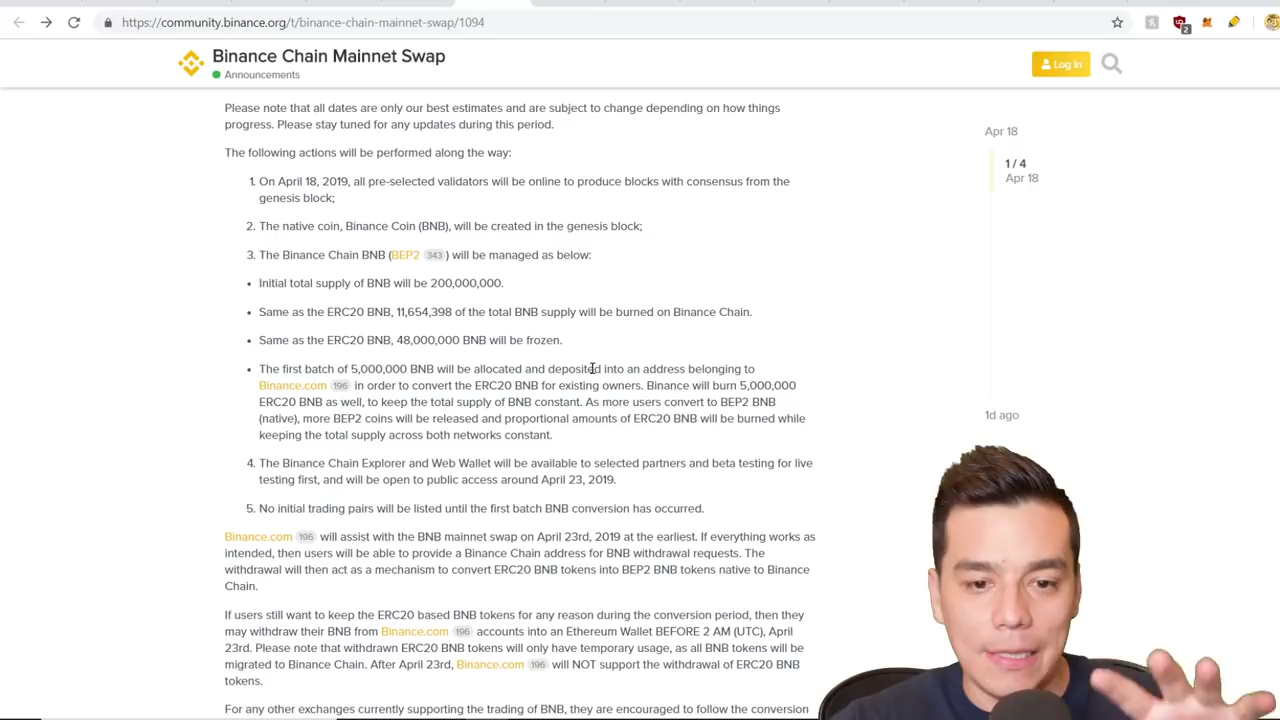 https://community.binance.org/t/binance-chain-mainnet-swap/1094
2
Binance Chain Mainnet Swap
Announcements
Log In
Please note that all dates are only our best estimates and are subject to change depending on how things
progress. Please stay tuned for any updates during this period.
The following actions will be performed along the way:
1. On April 18, 2019, all pre-selected validators will be online to produce blocks with consensus from the
genesis block;
2. The native coin, Binance Coin (BNB), will be created in the genesis block;
3. The Binance Chain BNB (BEP2 343 ) will be managed as below:
• Initial total supply of BNB will be 200,000,000.
• Same as the ERC20 BNB, 11,654,398 of the total BNB supply will be burned on Binance Chain.
• Same as the ERC20 BNB, 48,000,000 BNB will be frozen.
• The first batch of 5,000,000 BNB will be allocated and deposited into an address belonging to
Binance.com 196 in order to convert the ERC20 BNB for existing owners. Binance will burn 5,000,000
ERC20 BNB as well, to keep the total supply of BNB constant. As more users convert to BEP2 BNB
(native), more BEP2 coins will be released and proportional amounts of ERC20 BNB will be burned while
keeping the total supply across both networks constant.
4. The Binance Chain Explorer and Web Wallet will be available to selected partners and beta testing for live
testing first, and will be open to public access around April 23, 2019.
5. No initial trading pairs will be listed until the first batch BNB conversion has occurred.
Binance.com 196 will assist with the BNB mainnet swap on April 23rd, 2019 at the earliest. If everything works as
intended, then users will be able to provide a Binance Chain address for BNB withdrawal requests. The
withdrawal will then act as a mechanism to convert ERC20 BNB tokens into BEP2 BNB tokens native to Binance
Chain.
If users still want to keep the ERC20 based BNB tokens for any reason during the conversion period, then they
may withdraw their BNB from Binance.com 196 accounts into an Ethereum Wallet BEFORE 2 AM (UTC), April
23rd. Please note that withdrawn ERC20 BNB tokens will only have temporary usage, as all BNB tokens will be
migrated to Binance Chain. After April 23rd, Binance.com 196 will NOT support the withdrawal of ERC20 BNB
tokens.
For any other exchanges currently supporting the trading of BNB, they are encouraged to follow the conversion
Apr 18
1 / 4
Apr 18
1d ago